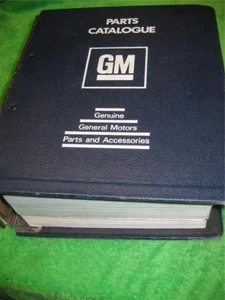 PARTS
CATALOGUE
GM
Genuine
General Motors
Parts and Accessories